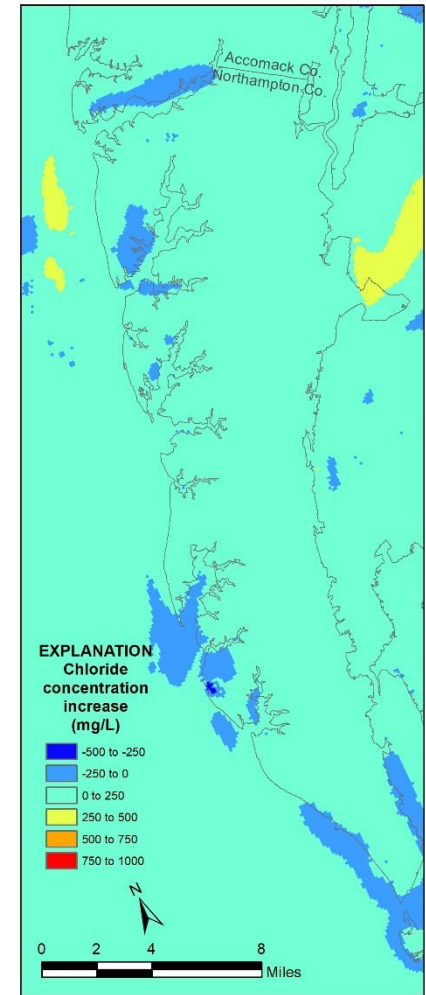 Accomack Co.
Northampton Co.
EXPLANATION
Chloride
concentration
increase
(mg/L)
-500 to -250
-250 to 0
0 to 250
250 to 500
500 to 750
750 to 1000
N
0 2 4 8
Miles